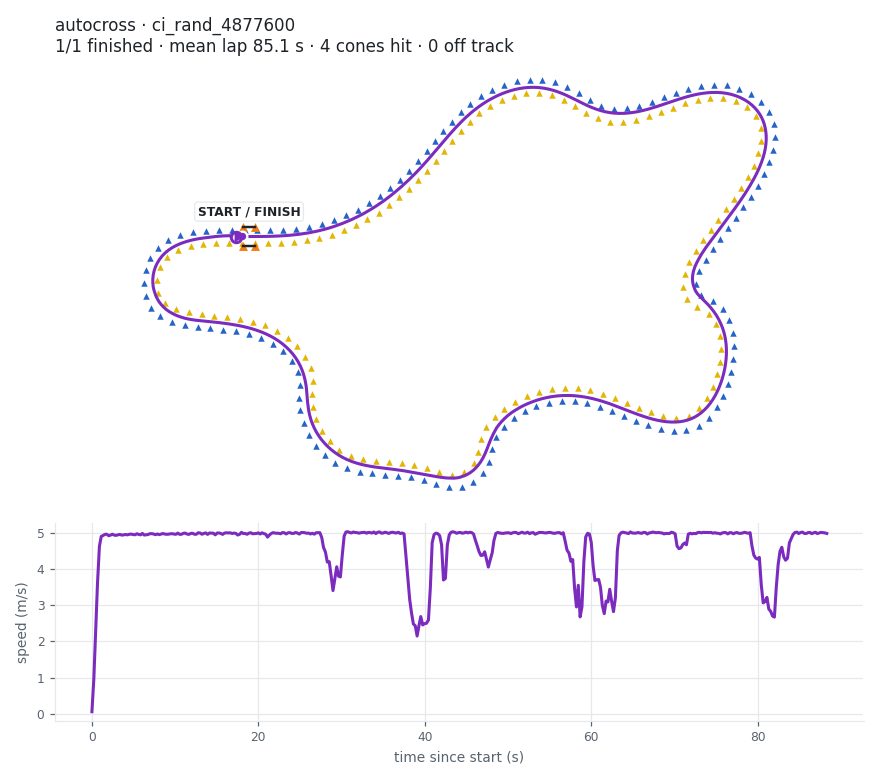 autocross · ci_rand_4877600
1/1 finished · mean lap 85.1 s · 4 cones hit · 0 off track
START / FINISH
5
4
3
2
1
0
speed (m/s)
0 20 40 60 80
time since start (s)